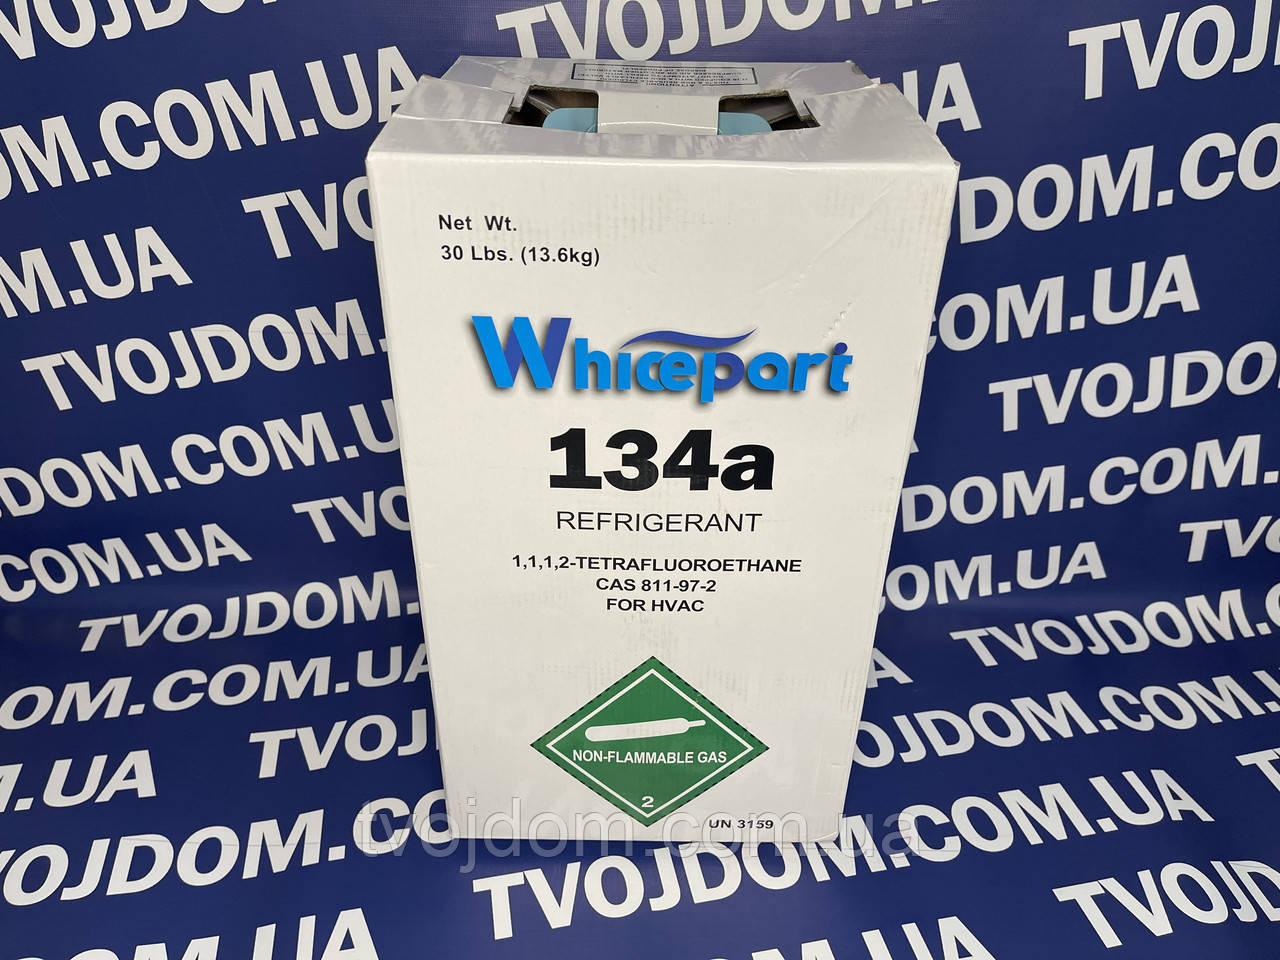 Net Wt.
30 Lbs. (13.6kg)
Whicepart
134a
REFRIGERANT
1,1,1,2-TETRAFLUOROETHANE
CAS 811-97-2
FOR HVAC
NON-FLAMMABLE GAS
2
UN 3159
tvojdom.com.ua
TVOJDOM.COM.UA